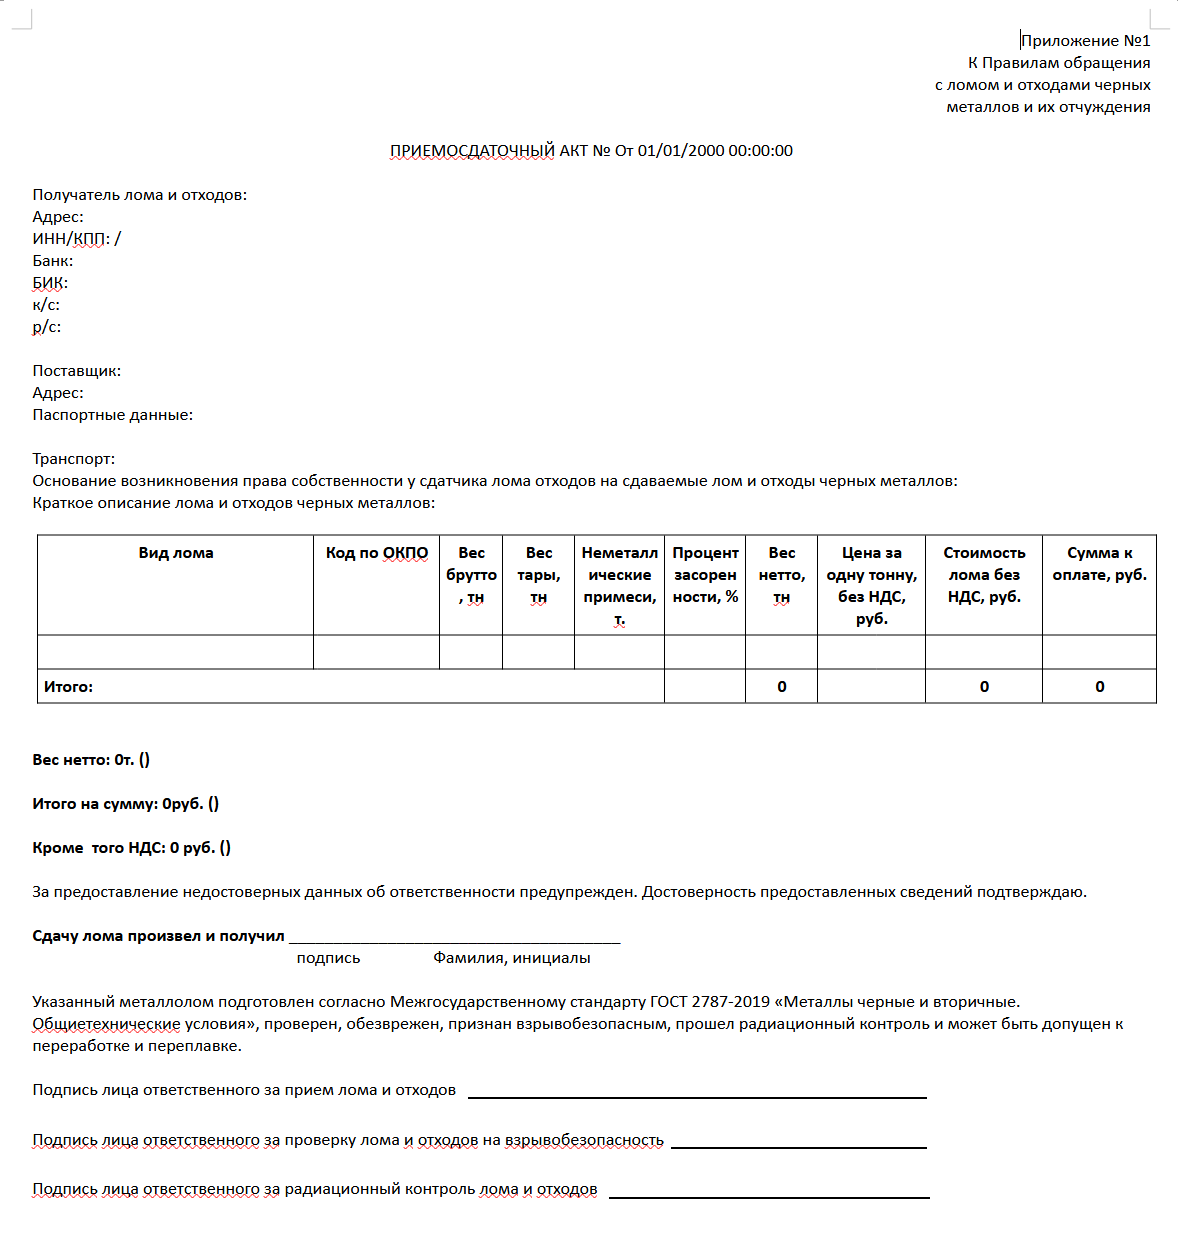 Приложение №1
К Правилам обращения
с ломом и отходами черных
металлов и их отчуждения
ПРИЕМОСДАТОЧНЫЙ АКТ № От 01/01/2000 00:00:00
Получатель лома и отходов:
Адрес:
ИНН/КПП: /
Банк:
БИК:
к/с:
р/с:
Поставщик:
Адрес:
Паспортные данные:
Транспорт:
Основание возникновения права собственности у сдатчика лома отходов на сдаваемые лом и отходы черных металлов:
Краткое описание лома и отходов черных металлов:
Вид лома
Код по ОКПО
Вес
брутто
, тн
Вес
тары,
тн
Неметалл
ические
примеси,
т.
Процент
засорен
ности, %
Вес
нетто,
тн
Цена за
одну тонну,
без НДС,
руб.
Стоимость
лома без
НДС, руб.
Сумма к
оплате, руб.
Итого:
0
0
0
Вес нетто: 0т. ()
Итого на сумму: 0руб. ()
Кроме  того НДС: 0 руб. ()
За предоставление недостоверных данных об ответственности предупрежден. Достоверность предоставленных сведений подтверждаю.
Сдачу лома произвел и получил ____________________________________
подпись Фамилия, инициалы
Указанный металлолом подготовлен согласно Межгосударственному стандарту ГОСТ 2787-2019 «Металлы черные и вторичные.
Общиетехнические условия», проверен, обезврежен, признан взрывобезопасным, прошел радиационный контроль и может быть допущен к
переработке и переплавке.
Подпись лица ответственного за прием лома и отходов
Подпись лица ответственного за проверку лома и отходов на взрывобезопасность
Подпись лица ответственного за радиационный контроль лома и отходов